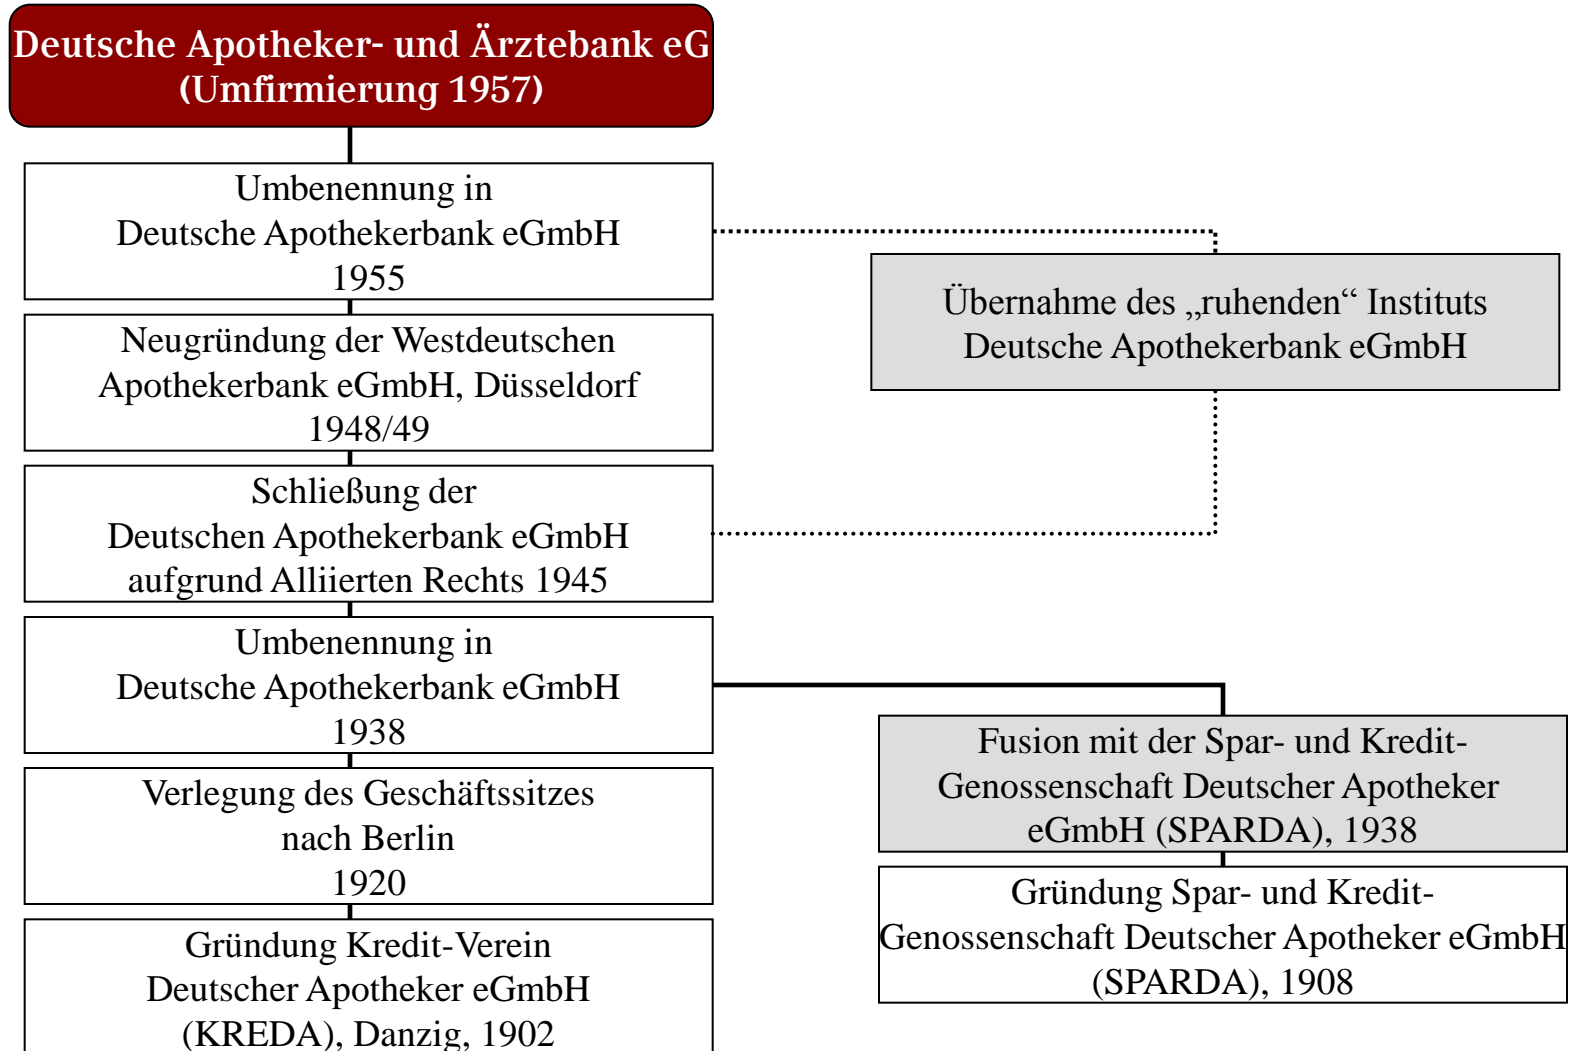 Deutsche Apotheker- und Ärztebank eG
(Umfirmierung 1957)
Umbenennung in
Deutsche Apothekerbank eGmbH
1955
Übernahme des „ruhenden“ Instituts
Deutsche Apothekerbank eGmbH
Neugründung der Westdeutschen
Apothekerbank eGmbH, Düsseldorf
1948/49
Schließung der
Deutschen Apothekerbank eGmbH
aufgrund Alliierten Rechts 1945
Umbenennung in
Deutsche Apothekerbank eGmbH
1938
Fusion mit der Spar- und Kredit-
Genossenschaft Deutscher Apotheker
eGmbH (SPARDA), 1938
Verlegung des Geschäftssitzes
nach Berlin
1920
Gründung Spar- und Kredit-
Genossenschaft Deutscher Apotheker eGmbH
(SPARDA), 1908
Gründung Kredit-Verein
Deutscher Apotheker eGmbH
(KREDA), Danzig, 1902